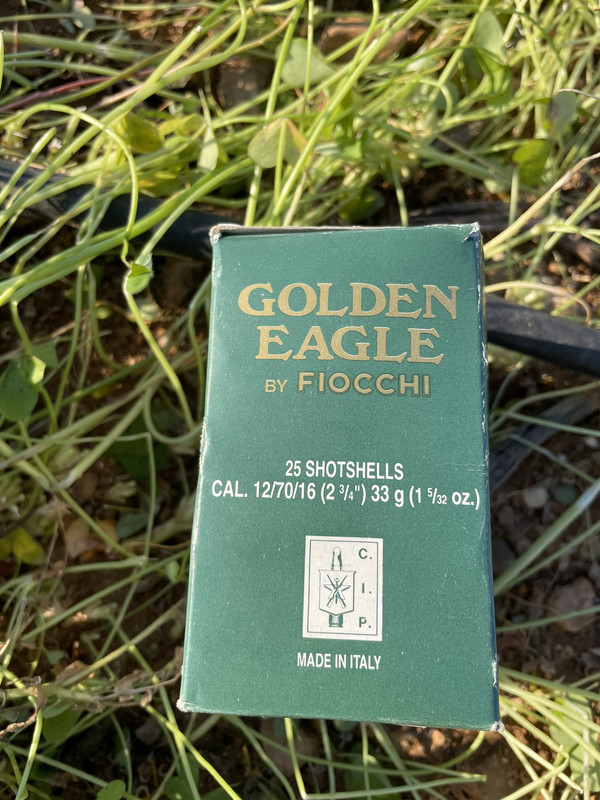 GOLDEN
EAGLE
BY FIOCCHI
25 SHOTSHELLS
CAL. 12/70/16 (2 3/4") 33 g (1 5/32 oz.)
C.
I.
P.
MADE IN ITALY